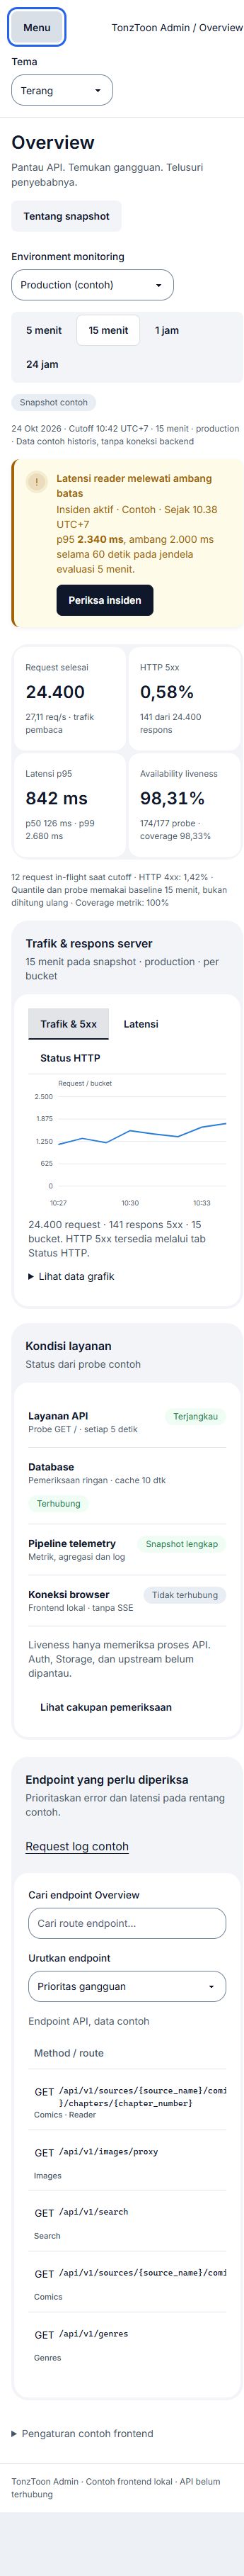 Menu
TonzToon Admin / Overview
Tema
Terang
Overview
Pantau API. Temukan gangguan. Telusuri
penyebabnya.
Tentang snapshot
Environment monitoring
Production (contoh)
5 menit
15 menit
1 jam
24 jam
Snapshot contoh
24 Okt 2026 · Cutoff 10:42 UTC+7 · 15 menit · production
· Data contoh historis, tanpa koneksi backend
!
Latensi reader melewati ambang
batas
Insiden aktif · Contoh · Sejak 10.38
UTC+7
p95 2.340 ms, ambang 2.000 ms
selama 60 detik pada jendela
evaluasi 5 menit.
Periksa insiden
Request selesai
24.400
27,11 req/s · trafik
pembaca
HTTP 5xx
0,58%
141 dari 24.400
respons
Latensi p95
842 ms
p50 126 ms · p99
2.680 ms
Availability liveness
98,31%
174/177 probe ·
coverage 98,33%
12 request in-flight saat cutoff · HTTP 4xx: 1,42% ·
Quantile dan probe memakai baseline 15 menit, bukan
dihitung ulang · Coverage metrik: 100%
Trafik & respons server
15 menit pada snapshot · production · per
bucket
Trafik & 5xx
Latensi
Status HTTP
Request / bucket
2.500
1.875
1.250
625
0
10:27
10:30
10:33
24.400 request · 141 respons 5xx · 15
bucket. HTTP 5xx tersedia melalui tab
Status HTTP.
Lihat data grafik
Kondisi layanan
Status dari probe contoh
Layanan API
Terjangkau
Probe GET / · setiap 5 detik
Database
Pemeriksaan ringan · cache 10 dtk
Terhubung
Pipeline telemetry
Snapshot lengkap
Metrik, agregasi dan log
Koneksi browser
Tidak terhubung
Frontend lokal · tanpa SSE
Liveness hanya memeriksa proses API.
Auth, Storage, dan upstream belum
dipantau.
Lihat cakupan pemeriksaan
Endpoint yang perlu diperiksa
Prioritaskan error dan latensi pada rentang
contoh.
Request log contoh
Cari endpoint Overview
Cari route endpoint...
Urutkan endpoint
Prioritas gangguan
Endpoint API, data contoh
Method / route
GET /api/v1/sources/{source_name}/comi
}/chapters/{chapter_number}
Comics · Reader
GET /api/v1/images/proxy
Images
GET /api/v1/search
Search
GET /api/v1/sources/{source_name}/comi
Comics
GET /api/v1/genres
Genres
Pengaturan contoh frontend
TonzToon Admin · Contoh frontend lokal · API belum
terhubung